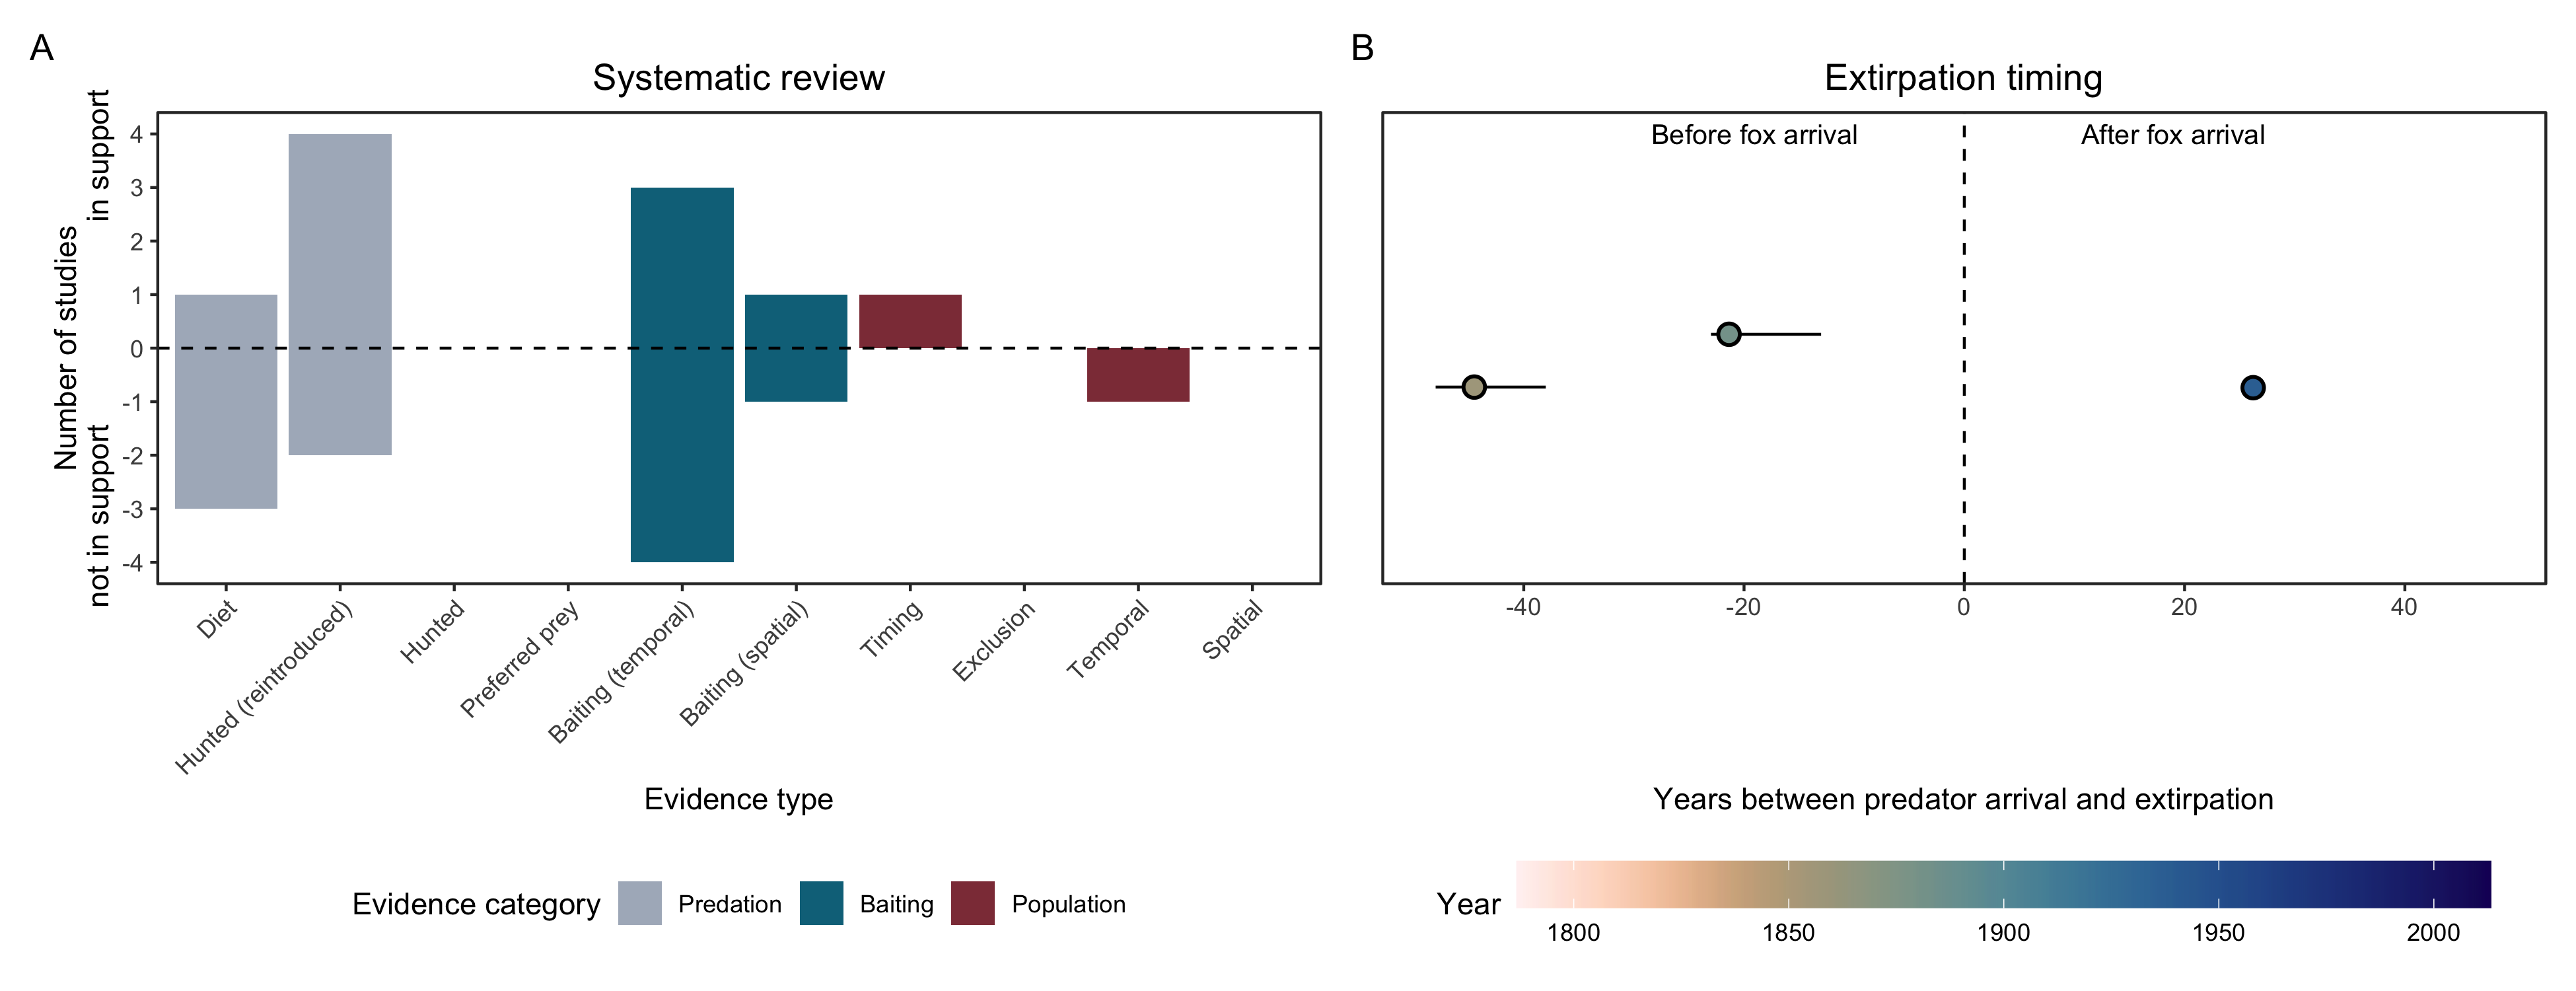 A
Systematic review
Number of studies
in support
not in support
4
3
2
1
0
-1
-2
-3
-4
Diet
Hunted (reintroduced)
Hunted
Preferred prey
Baiting (temporal)
Baiting (spatial)
Timing
Exclusion
Temporal
Spatial
Evidence type
Evidence category Predation Baiting Population
B
Extirpation timing
Before fox arrival After fox arrival
-40 -20 0 20 40
Years between predator arrival and extirpation
Year
1800 1850 1900 1950 2000